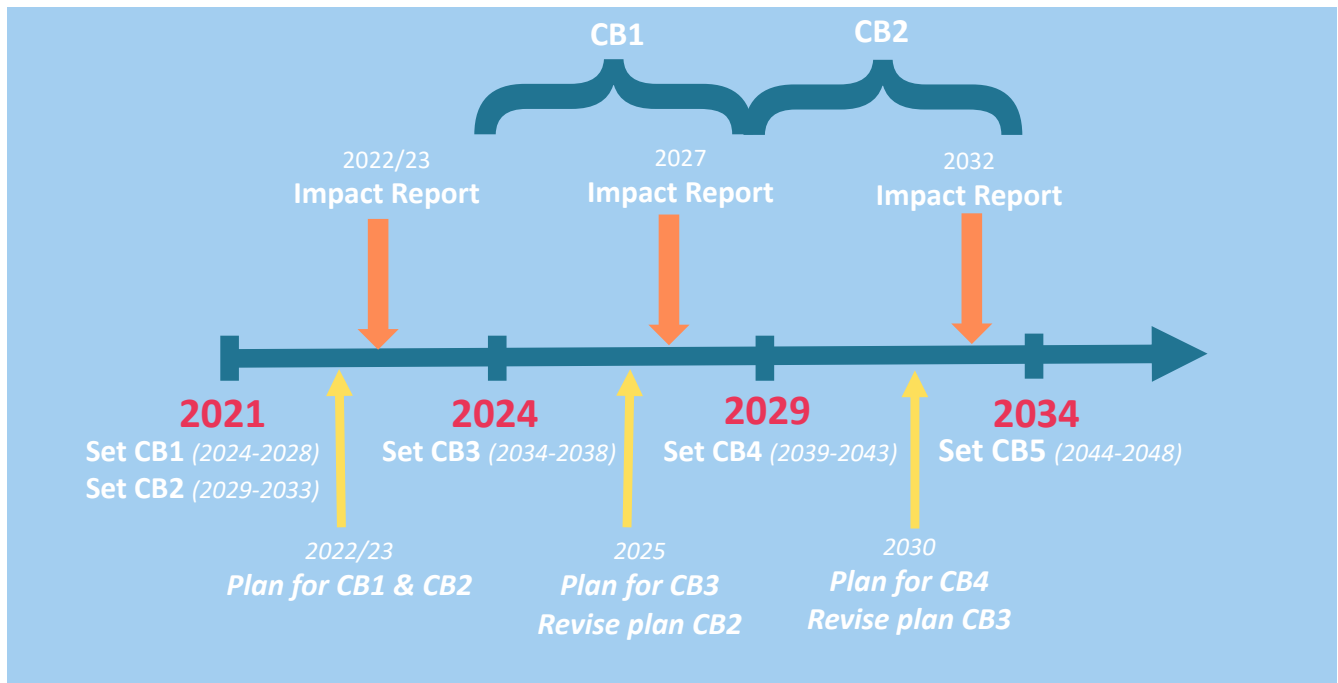 CB1
CB2
2022/23
Impact Report
2027
Impact Report
2032
Impact Report
2021
Set CB1 (2024-2028)
Set CB2 (2029-2033)
2024
Set CB3 (2034-2038)
2029
Set CB4 (2039-2043)
2034
Set CB5 (2044-2048)
2022/23
Plan for CB1 & CB2
2025
Plan for CB3
Revise plan CB2
2030
Plan for CB4
Revise plan CB3